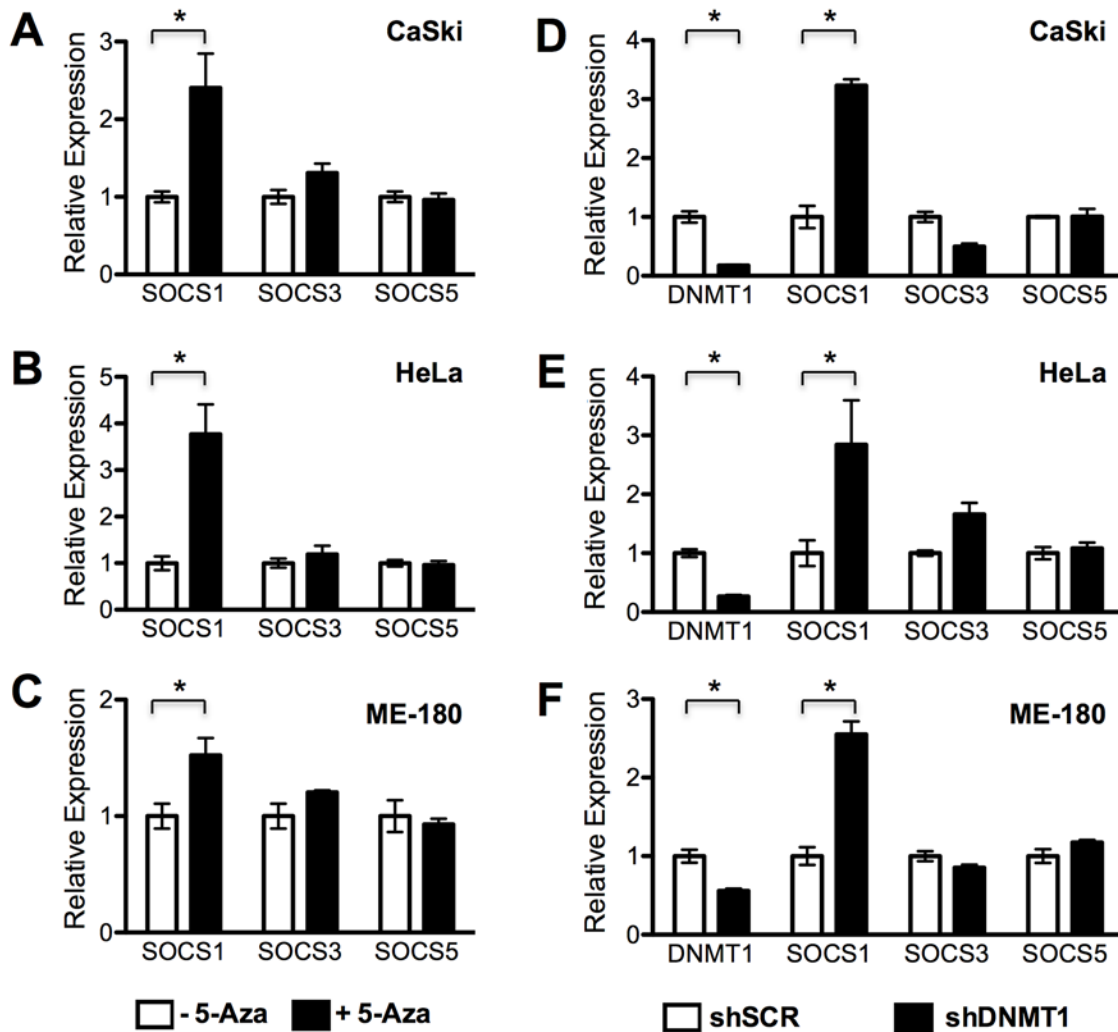 A
CaSki
*
Relative Expression
3
2
1
0
SOCS1 SOCS3 SOCS5
B
HeLa
*
Relative Expression
5
4
3
2
1
0
SOCS1 SOCS3 SOCS5
C
ME-180
*
Relative Expression
2
1
0
SOCS1 SOCS3 SOCS5
- 5-Aza + 5-Aza
D
CaSki
* *
Relative Expression
4
3
2
1
0
DNMT1 SOCS1 SOCS3 SOCS5
E
HeLa
* *
Relative Expression
4
3
2
1
0
DNMT1 SOCS1 SOCS3 SOCS5
F
ME-180
* *
Relative Expression
3
2
1
0
DNMT1 SOCS1 SOCS3 SOCS5
shSCR shDNMT1